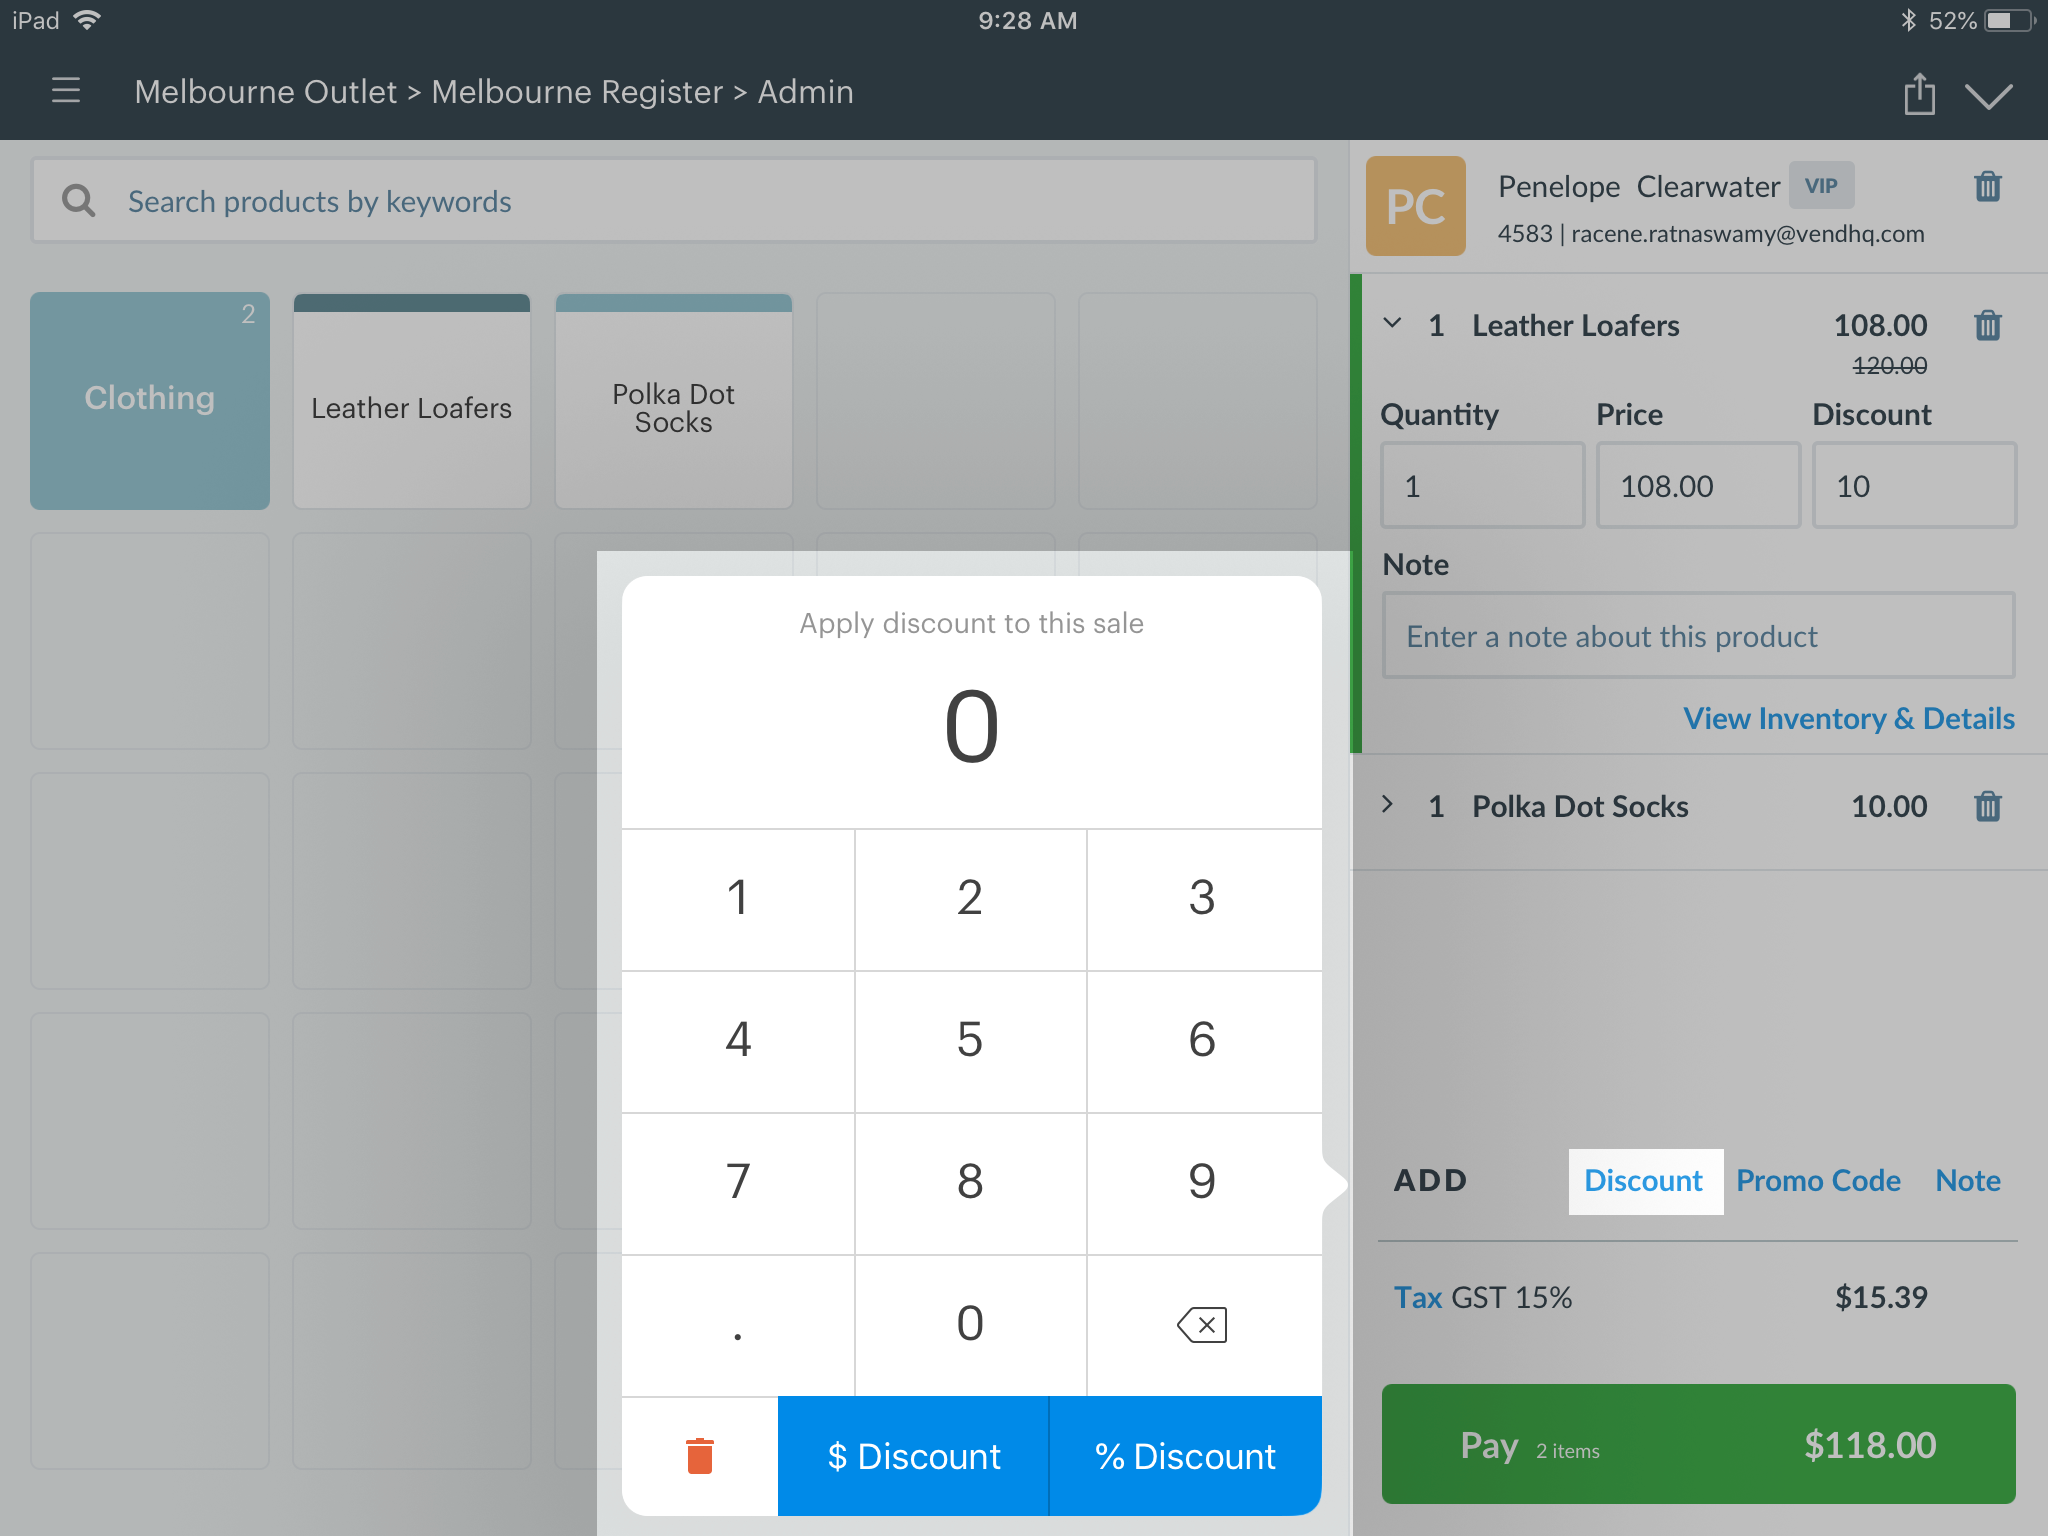 iPad
9:28 AM
52%
Melbourne Outlet > Melbourne Register > Admin
Search products by keywords
2
Clothing
Leather Loafers
Polka Dot
Socks
PC
Penelope Clearwater VIP
4583 | racene.ratnaswamy@vendhq.com
1 Leather Loafers 108.00
120.00
Quantity Price Discount
1 108.00 10
Note
Enter a note about this product
View Inventory & Details
1 Polka Dot Socks 10.00
ADD Discount Promo Code Note
Tax GST 15% $15.39
Pay 2 items $118.00
Apply discount to this sale
0
1 2 3
4 5 6
7 8 9
. 0
$ Discount % Discount